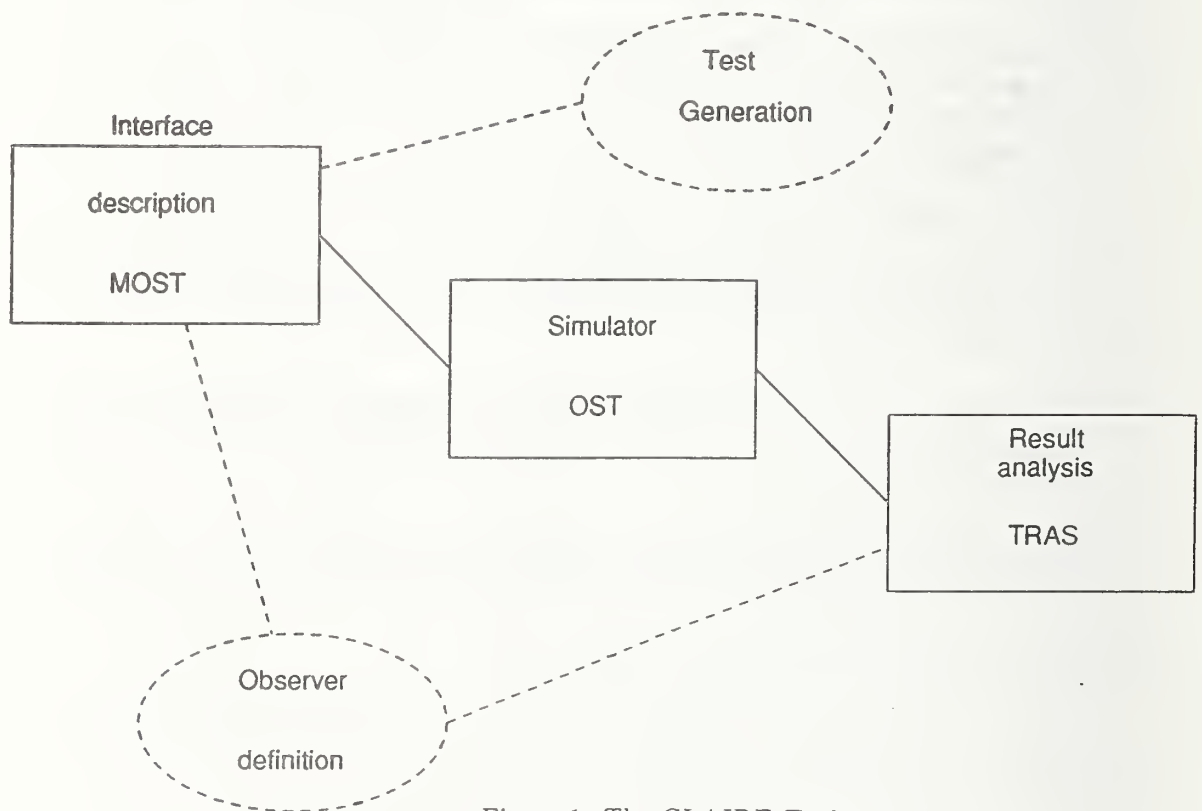 Test
Generation
Interface
description
MOST
Simulator
OST
Result
analysis
TRAS
Observer
definition